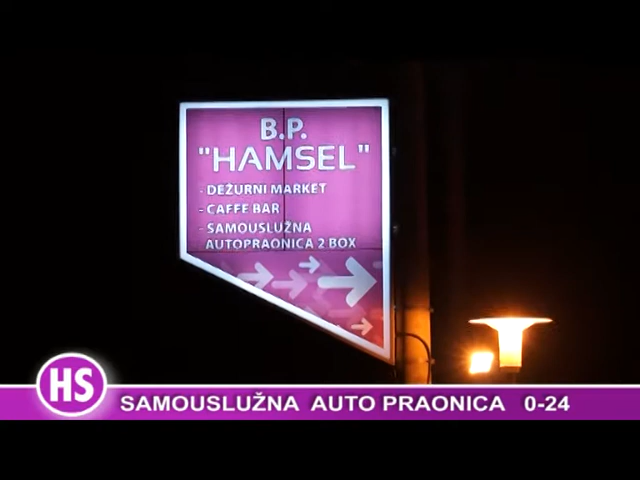 B.P.
"HAMSEL"
- DEŽURNI MARKET
- CAFFE BAR
- SAMOUSLUŽNA
AUTOPRAONICA 2 BOX
HS SAMOUSLUŽNA AUTO PRAONICA 0-24